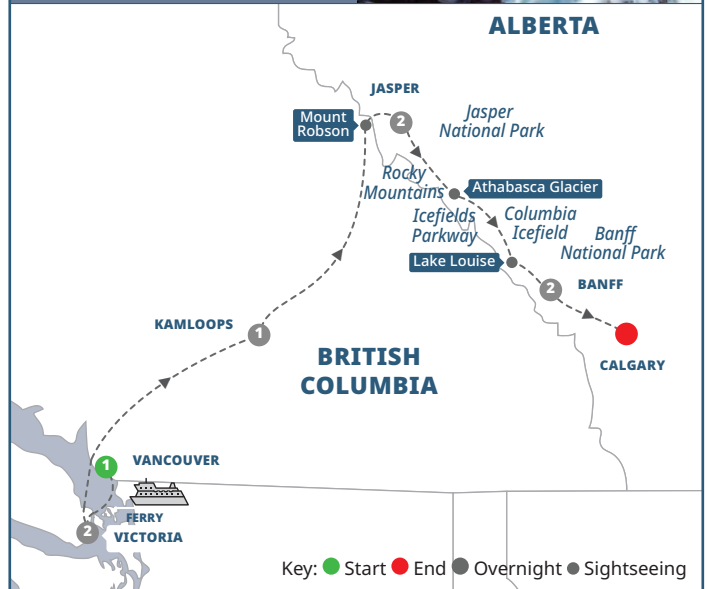 ALBERTA
JASPER
2
Jasper
National Park
Mount
Robson
Rocky
Mountains
Athabasca Glacier
Icefields
Parkway
Columbia
Icefield
Banff
National Park
Lake Louise
2
BANFF
KAMLOOPS
1
CALGARY
BRITISH
COLUMBIA
1
VANCOUVER
FERRY
2
VICTORIA
Key: Start End Overnight Sightseeing